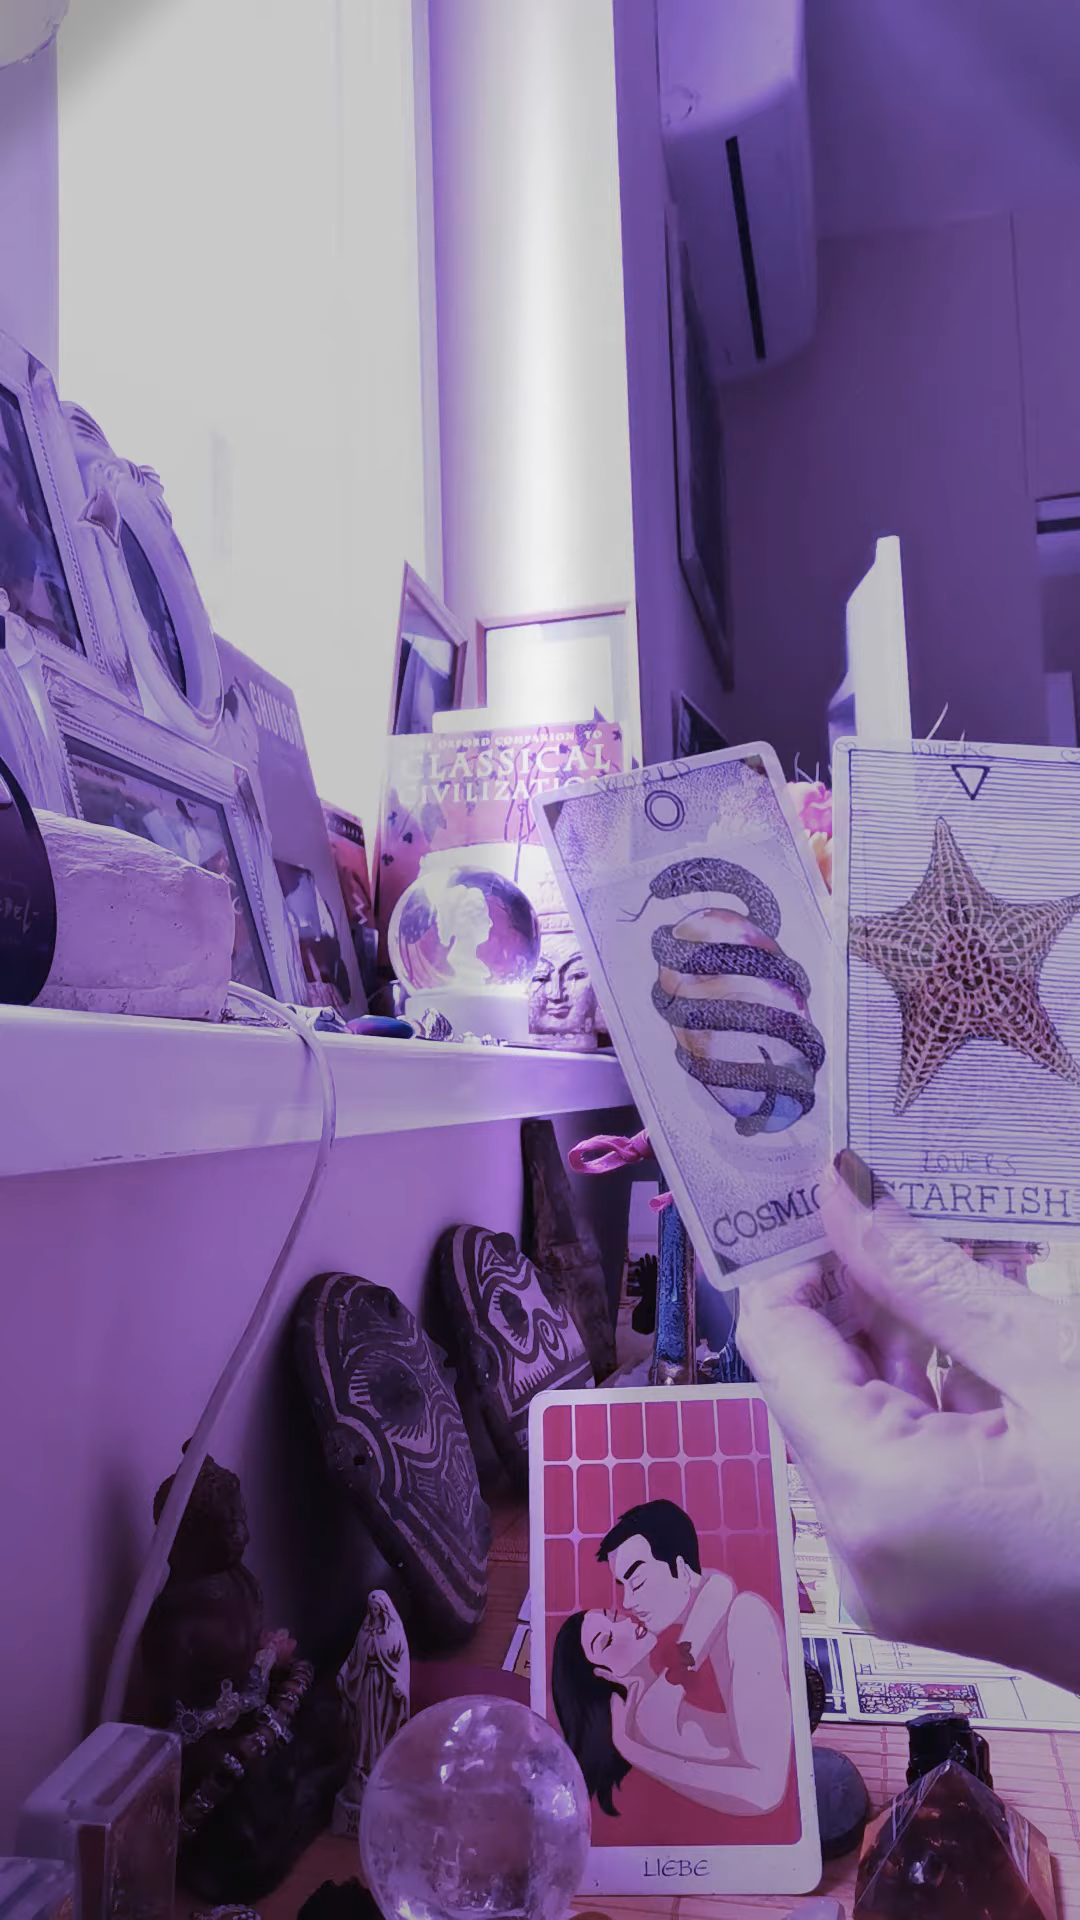 THE OXFORD COMPANION TO
CLASSICAL
CIVILIZATION
WORLD
COSMIC
LOVERS
LOVERS
STARFISH
LIEBE